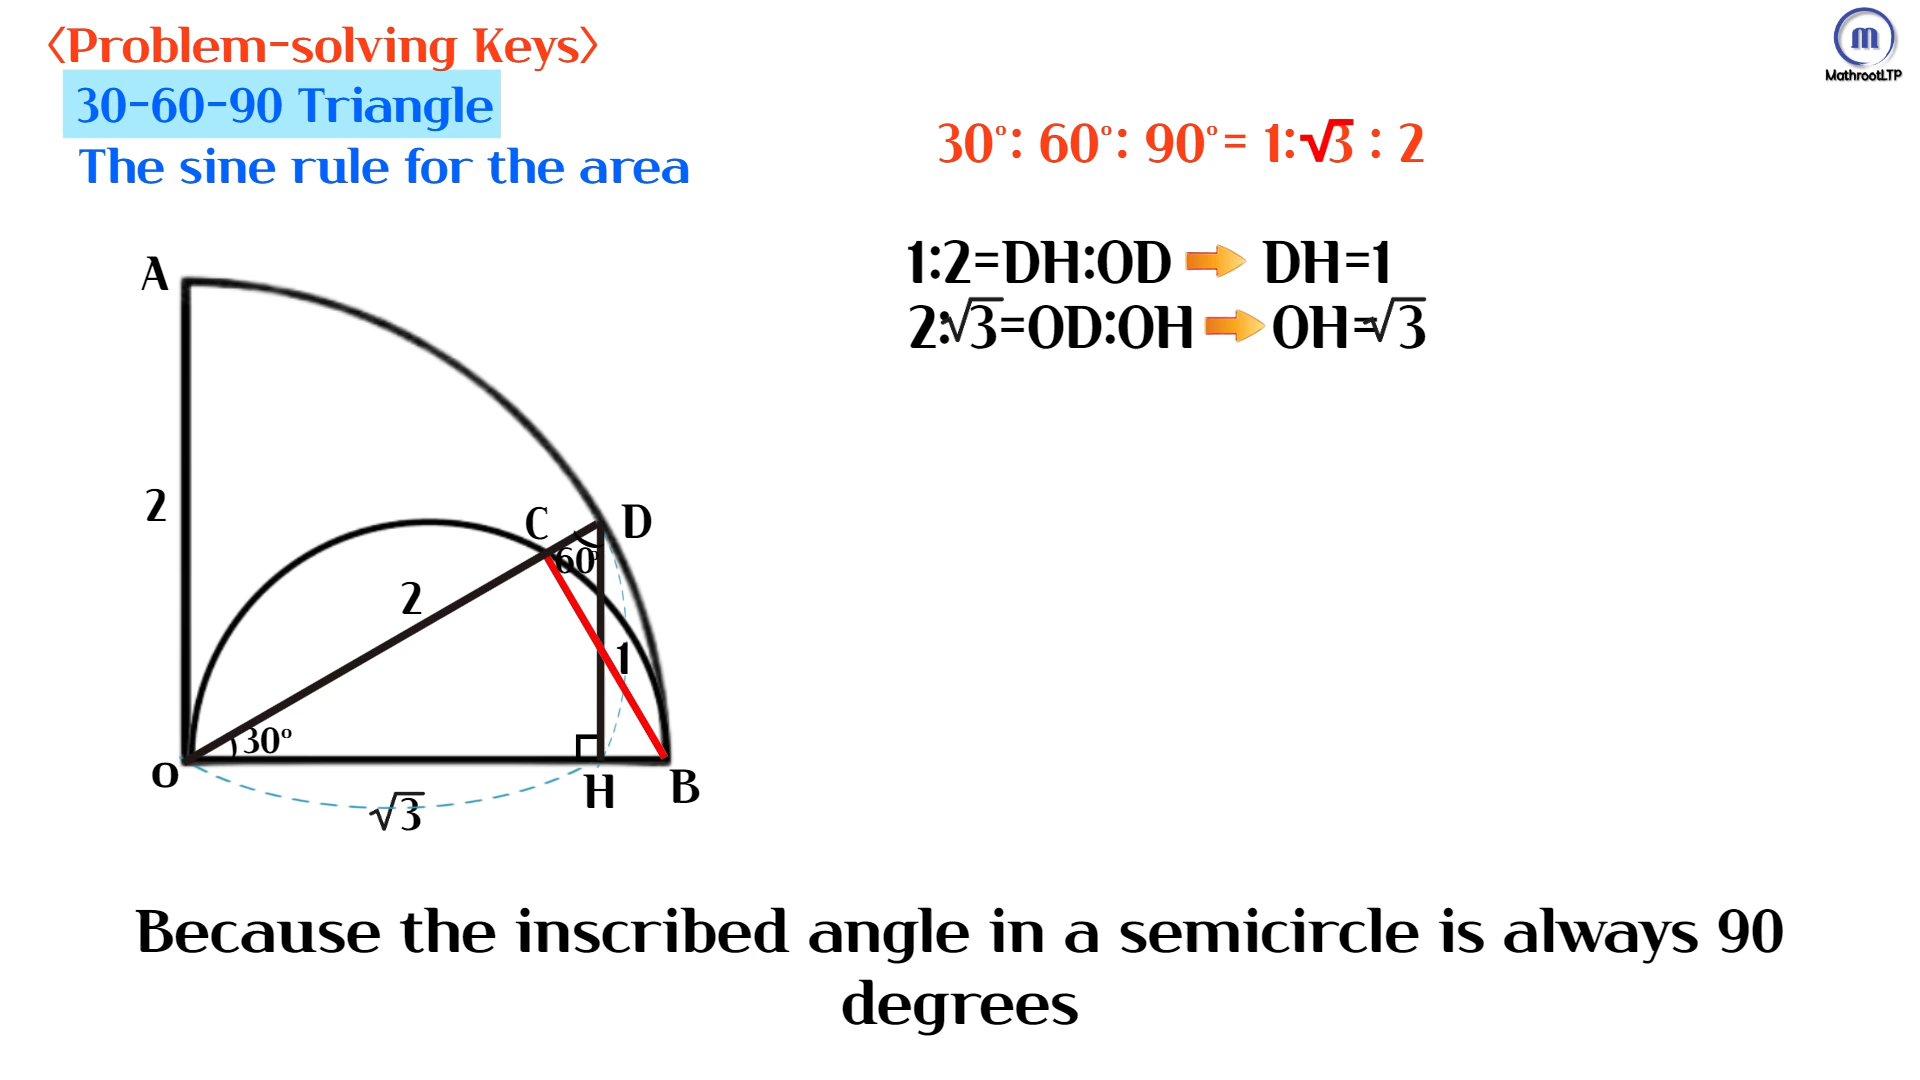 <Problem-solving Keys>
30-60-90 Triangle
The sine rule for the area
m
MathrootLTP
30°: 60°: 90°= 1:√3 : 2
1:2=DH:OD ➡ DH=1
2:√3=OD:OH ➡ OH=√3
A
2
C
D
60°
2
1
30°
O
H
B
√3
Because the inscribed angle in a semicircle is always 90
degrees